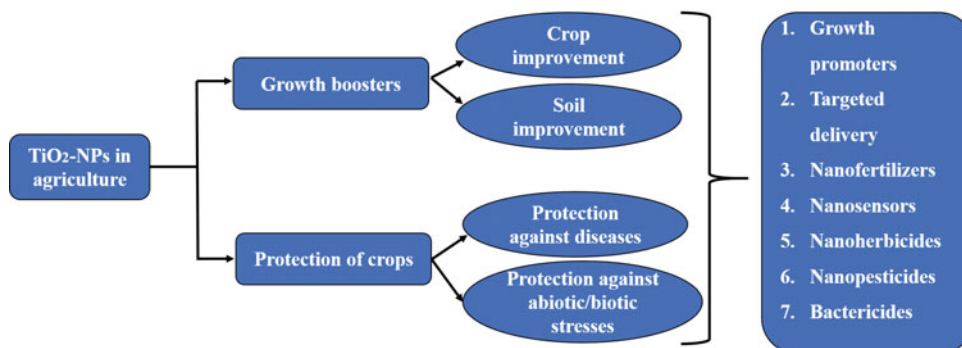 TiO₂-NPs in
agriculture
Growth boosters
Crop
improvement
Soil
improvement
Protection of crops
Protection
against diseases
Protection against
abiotic/biotic
stresses
1. Growth
promoters
2. Targeted
delivery
3. Nanofertilizers
4. Nanosensors
5. Nanoherbicides
6. Nanopesticides
7. Bactericides